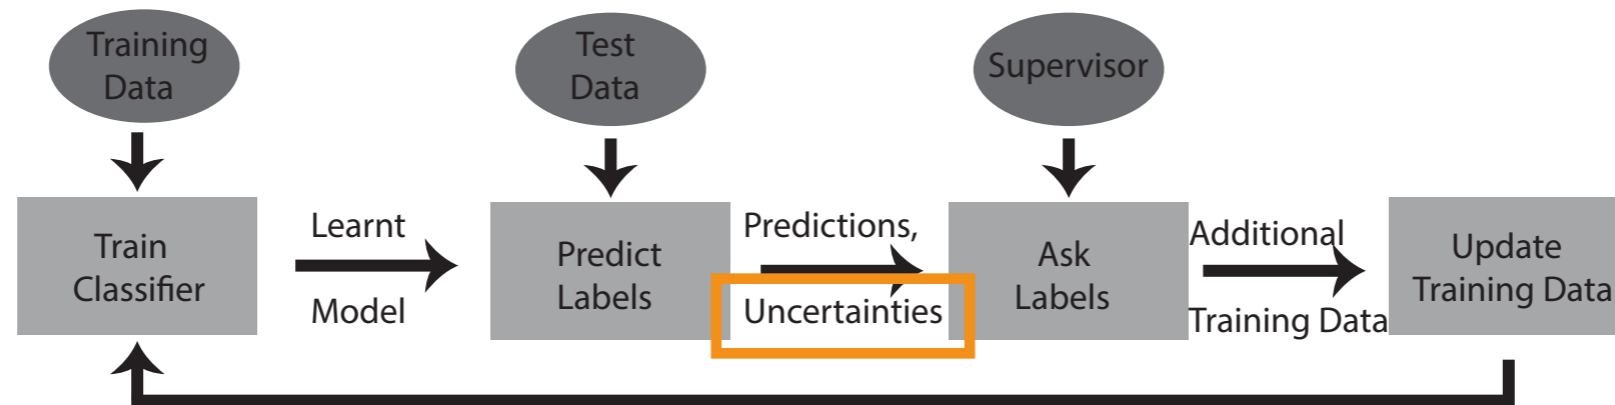 Training
Data
Test
Data
Supervisor
Train
Classifier
Learnt
Model
Predict
Labels
Predictions,
Uncertainties
Ask
Labels
Additional
Training Data
Update
Training Data